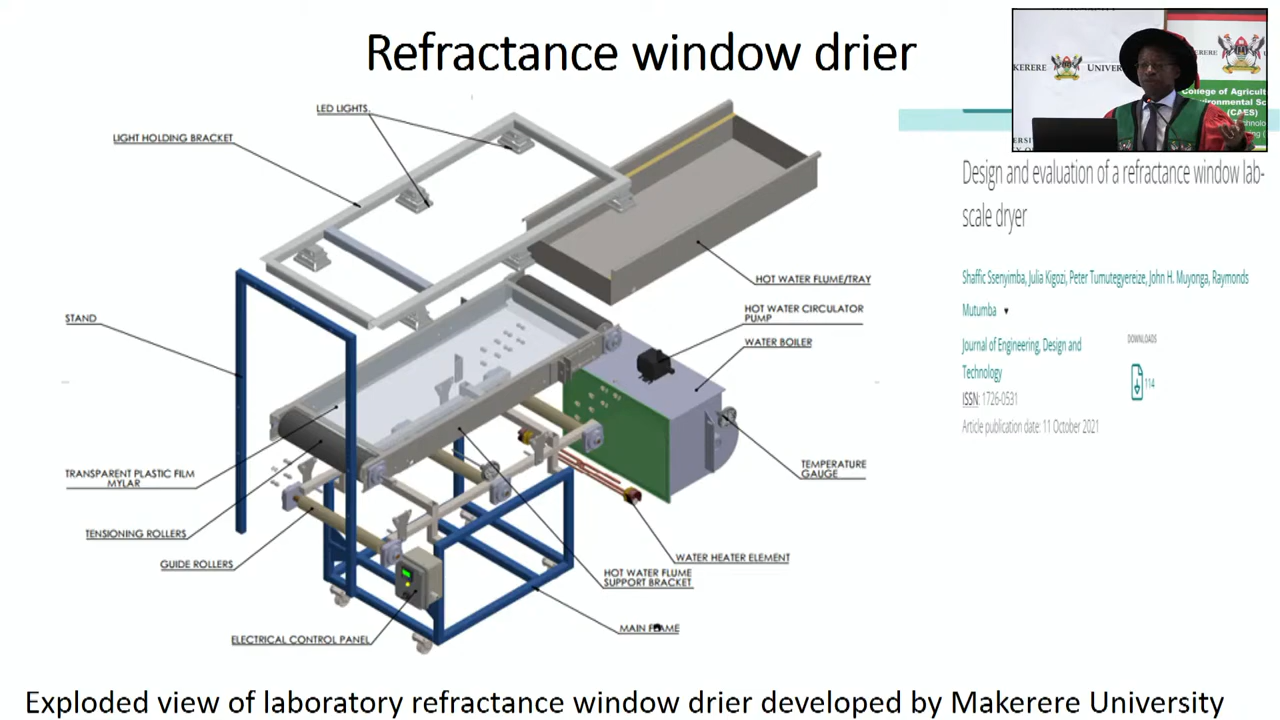 Refractance window drier
LED LIGHTS
LIGHT HOLDING BRACKET
HOT WATER FLUME/TRAY
HOT WATER CIRCULATOR
PUMP
WATER BOILER
STAND
TRANSPARENT PLASTIC FILM
MYLAR
TENSIONING ROLLERS
GUIDE ROLLERS
TEMPERATURE
GAUGE
WATER HEATER ELEMENT
HOT WATER FLUME
SUPPORT BRACKET
ELECTRICAL CONTROL PANEL
MAIN FRAME
KERERE UNIVER
College of Agricult
(CAES)
Design and evaluation of a refractance window lab-
scale dryer
Shaffic Ssenyimba, Julia Kigozi, Peter Tumutegyereize, John H. Muyonga, Raymonds
Mutumba
Journal of Engineering, Design and
Technology
ISSN: 1726-0531
Article publication date: 11 October 2021
DOWNLOADS
114
Exploded view of laboratory refractance window drier developed by Makerere University